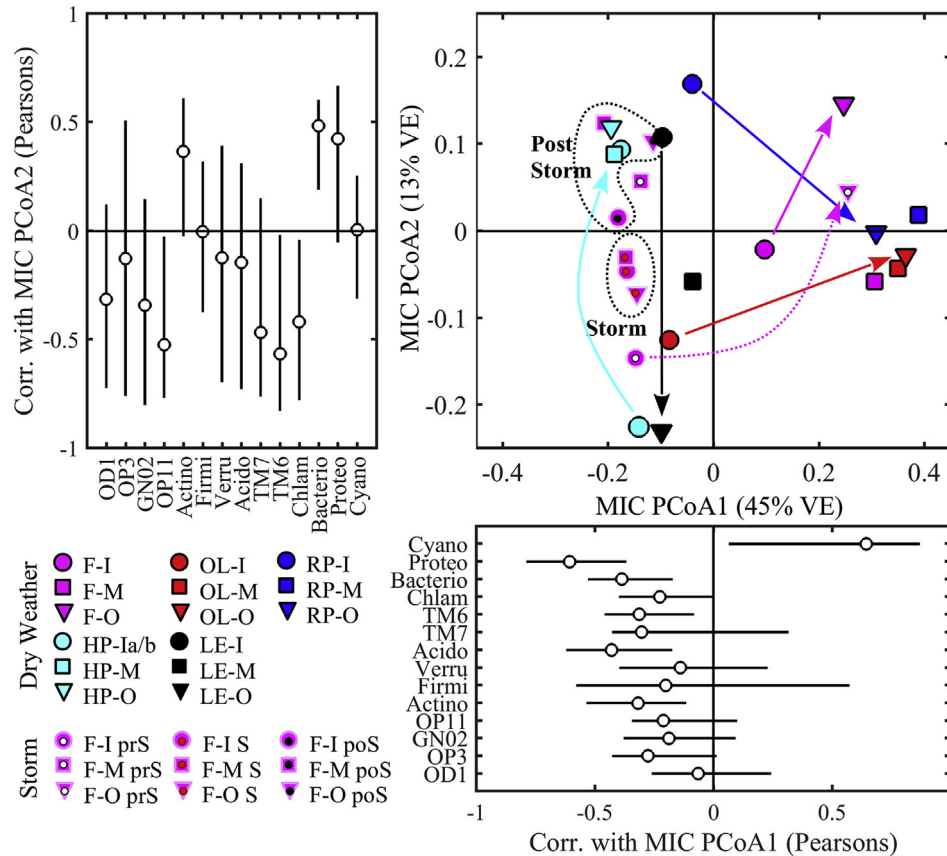 Corr. with MIC PCoA2 (Pearsons)
1
0.5
0
-0.5
-1
OD1
OP3
GN02
OP11
Actino
Firmi
Verru
Acido
TM7
TM6
Chlam
Bacterio
Proteo
Cyano
MIC PCoA2 (13% VE)
0.2
0.1
0
-0.1
-0.2
Post
Storm
Storm
-0.4
-0.2
0
0.2
0.4
MIC PCoA1 (45% VE)
Dry Weather
F-I
F-M
F-O
OL-I
OL-M
OL-O
RP-I
RP-M
RP-O
HP-Ia/b
HP-M
HP-O
LE-I
LE-M
LE-O
Storm
F-I prS
F-M prS
F-O prS
F-I S
F-M S
F-O S
F-I poS
F-M poS
F-O poS
Cyano
Proteo
Bacterio
Chlam
TM6
TM7
Acido
Verru
Firmi
Actino
OP11
GN02
OP3
OD1
-1
-0.5
0
0.5
Corr. with MIC PCoA1 (Pearsons)